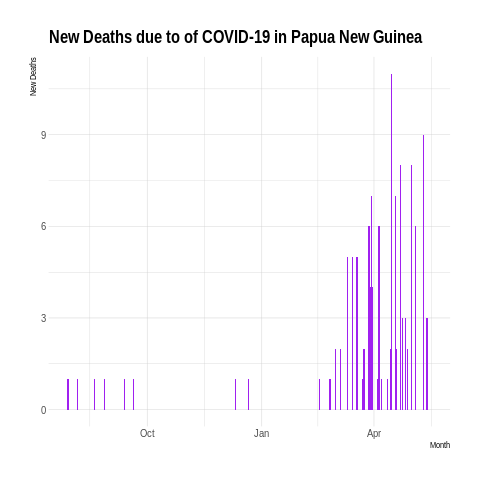 New Deaths due to of COVID-19 in Papua New Guinea
New Deaths
9
6
3
0
Oct Jan Apr
Month